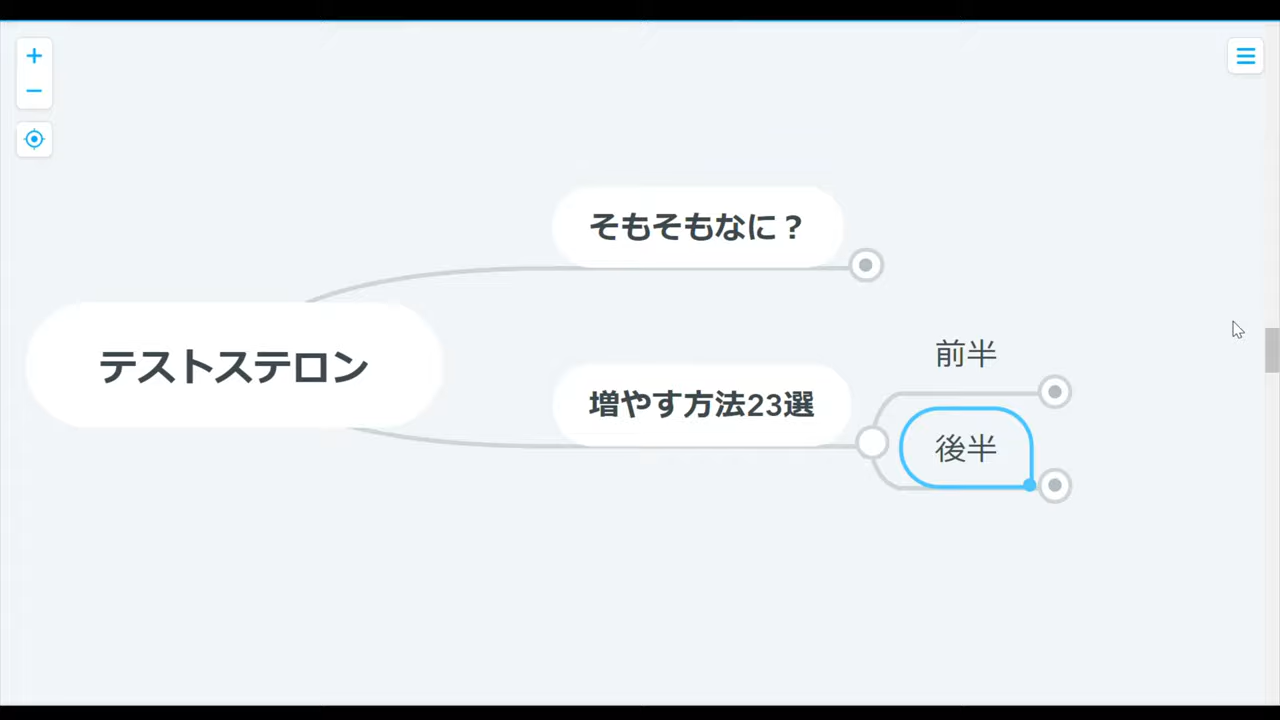 そもそもなに？
テストステロン
増やす方法23選
前半
後半